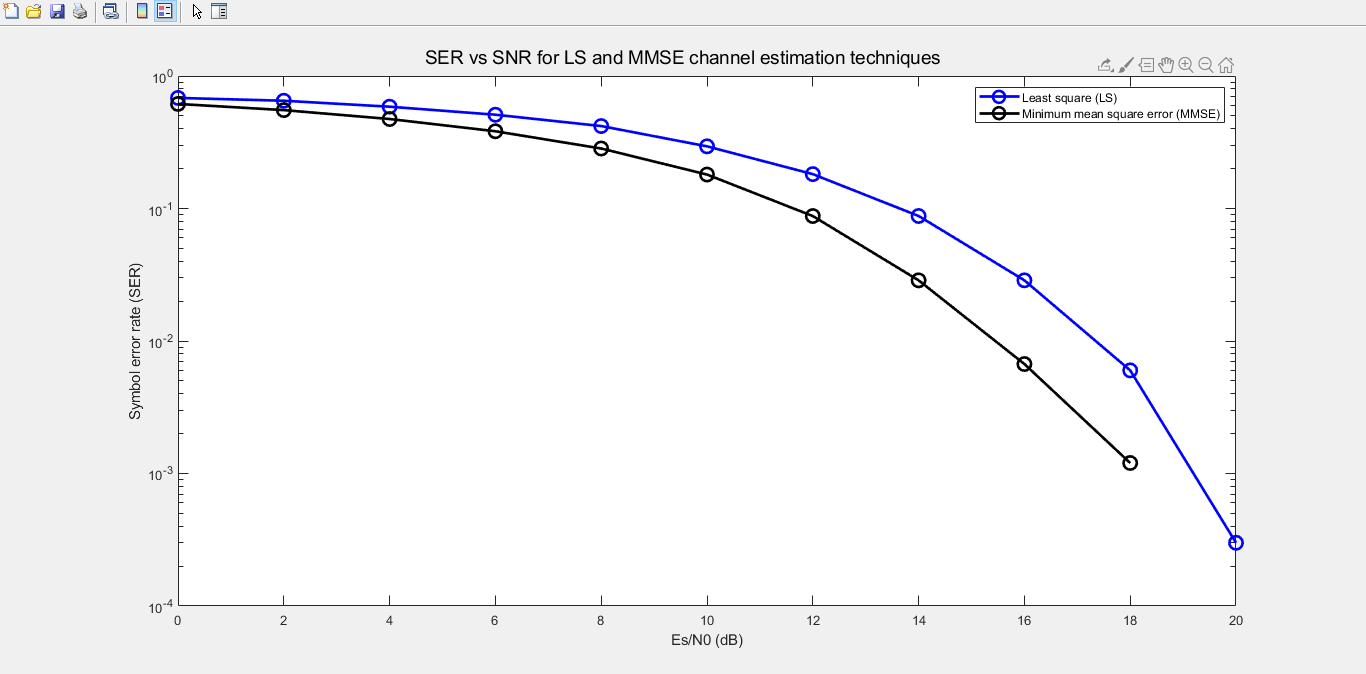 SER vs SNR for LS and MMSE channel estimation techniques
Least square (LS)
Minimum mean square error (MMSE)
10^0
10^-1
10^-2
10^-3
10^-4
Symbol error rate (SER)
0 2 4 6 8 10 12 14 16 18 20
Es/N0 (dB)